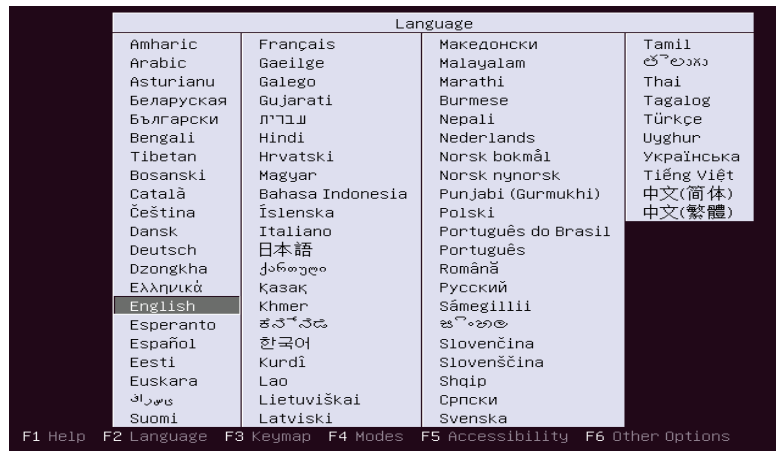 Language
Amharic
Arabic
Asturianu
Беларуская
Български
Bengali
Tibetan
Bosanski
Català
Čeština
Dansk
Deutsch
Dzongkha
Ελληνικά
English
Esperanto
Español
Eesti
Euskara
فارسی
Suomi
Français
Gaeilge
Galego
Gujarati
עברית
Hindi
Hrvatski
Magyar
Bahasa Indonesia
Íslenska
Italiano
日本語
ქართული
Қазақ
Khmer
ಕನ್ನಡ
한국어
Kurdî
Lao
Lietuviškai
Latviski
Македонски
Malayalam
Marathi
Burmese
Nepali
Nederlands
Norsk bokmål
Norsk nynorsk
Punjabi (Gurmukhi)
Polski
Português do Brasil
Português
Română
Русский
Sámegillii
සිංහල
Slovenčina
Slovenščina
Shqip
Српски
Svenska
Tamil
తెలుగు
Thai
Tagalog
Türkçe
Uyghur
Українська
Tiếng Việt
中文(简体)
中文(繁體)
F1 Help F2 Language F3 Keymap F4 Modes F5 Accessibility F6 Other Options